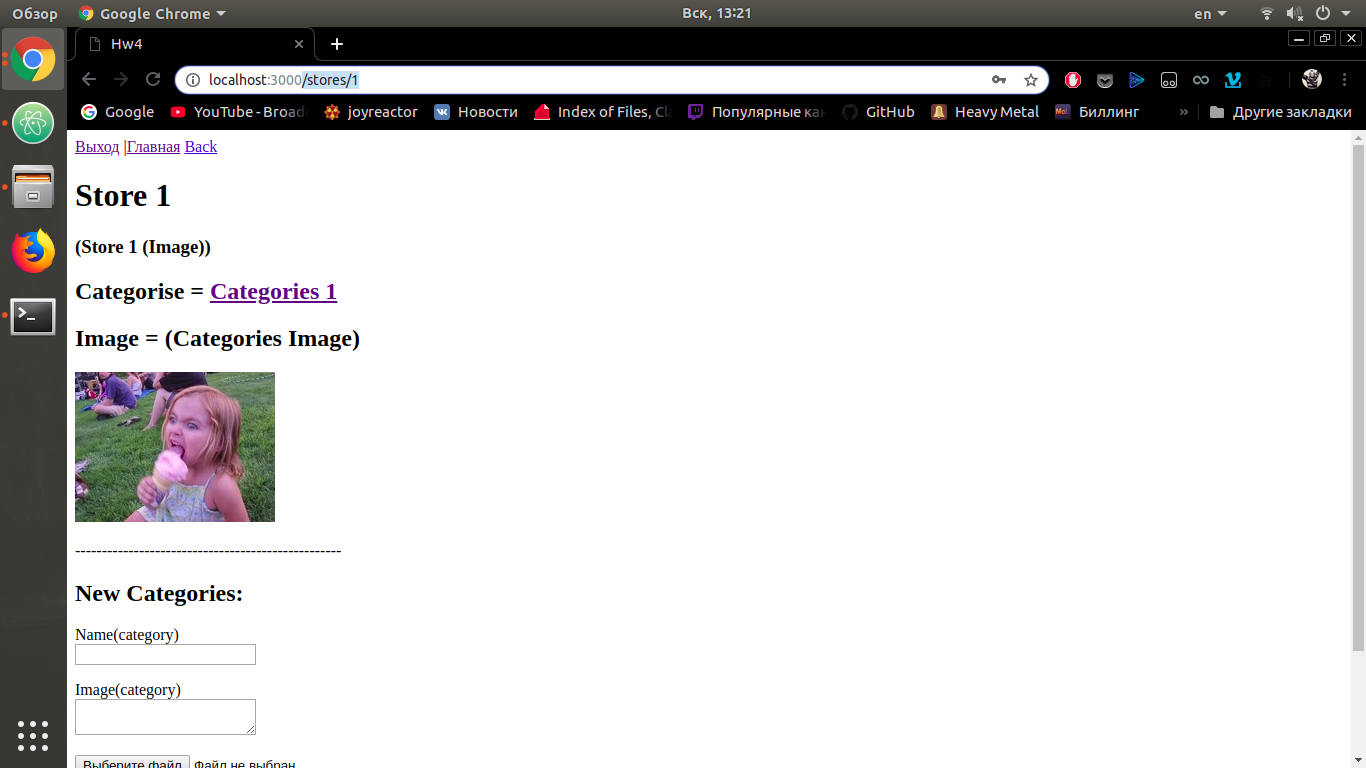 Обзор Google Chrome Вск, 13:21 en
Hw4
localhost:3000/stores/1
Google YouTube - Broad joyreactor Новости Index of Files, Cla Популярные кан GitHub Heavy Metal Биллинг » Другие закладки
Выход |Главная Back
Store 1
(Store 1 (Image))
Categorise = Categories 1
Image = (Categories Image)
--------------------------------------------------
New Categories:
Name(category)
Image(category)
Выберите файл Файл не выбран